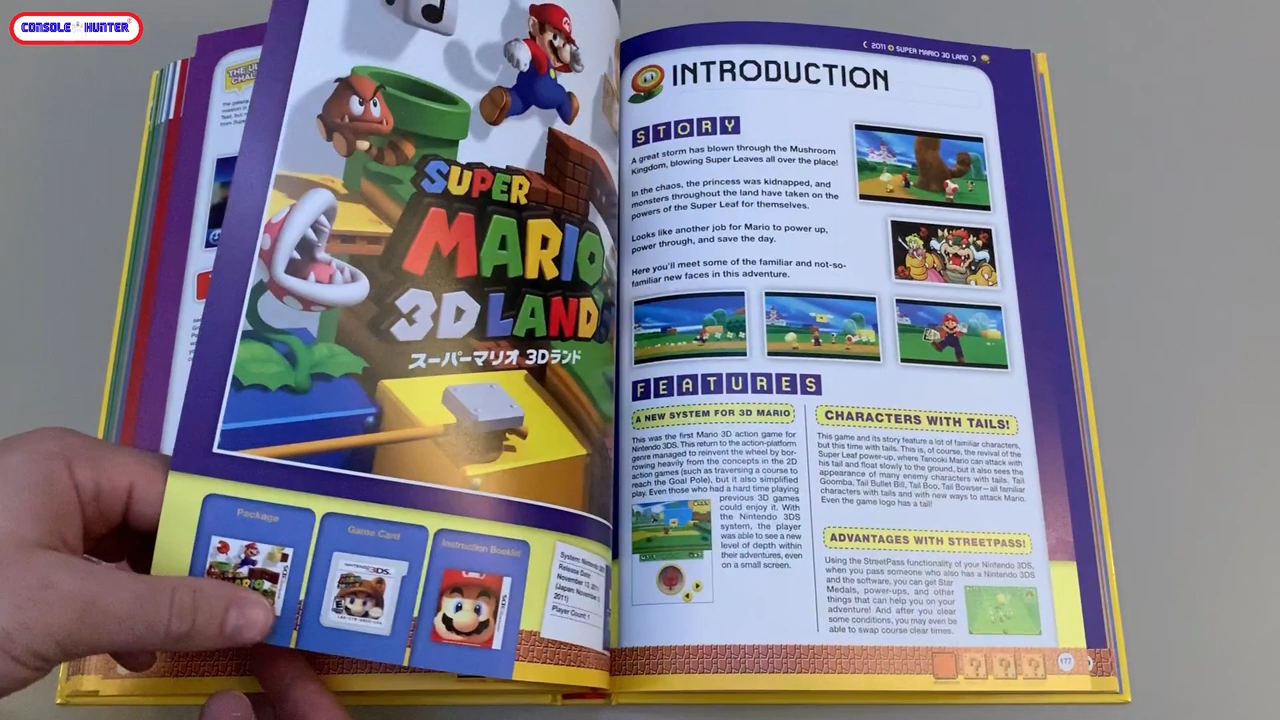 CONSOLE HUNTER
SUPER
MARIO
3D LAND
スーパーマリオ 3Dランド
Package
Game Card
Instruction Booklet
NINTENDO 3DS
System: Nintendo
Release Date:
November 13, 2011
(Japan: November
2011)
Player Count: 1
2011 SUPER MARIO 3D LAND
INTRODUCTION
STORY
A great storm has blown through the Mushroom
Kingdom, blowing Super Leaves all over the place!
In the chaos, the princess was kidnapped, and
monsters throughout the land have taken on the
powers of the Super Leaf for themselves.
Looks like another job for Mario to power up,
power through, and save the day.
Here you'll meet some of the familiar and not-so-
familiar new faces in this adventure.
FEATURES
A NEW SYSTEM FOR 3D MARIO
This was the first Mario 3D action game for
Nintendo 3DS. This return to the action-platform
genre managed to reinvent the wheel by bor-
rowing heavily from the concepts in the 2D
action games (such as traversing a course to
reach the Goal Pole), but it also simplified
play. Even those who had a hard time playing
previous 3D games
could enjoy it. With
the Nintendo 3DS
system, the player
was able to see a new
level of depth within
their adventures, even
on a small screen.
CHARACTERS WITH TAILS!
This game and its story feature a lot of familiar characters,
but this time with tails. This is, of course, the revival of the
Super Leaf power-up, where Tanooki Mario can attack with
his tail and float slowly to the ground, but it also sees the
appearance of many enemy characters with tails. Tail
Goomba, Tail Bullet Bill, Tail Boo, Tail Bowser—all familiar
characters with tails and with new ways to attack Mario.
Even the game logo has a tail!
ADVANTAGES WITH STREETPASS!
Using the StreetPass functionality of your Nintendo 3DS,
when you pass someone who also has a Nintendo 3DS
and the software, you can get Star
Medals, power-ups, and other
things that can help you on your
adventure! And after you clear
some conditions, you may even be
able to swap course clear times.
177